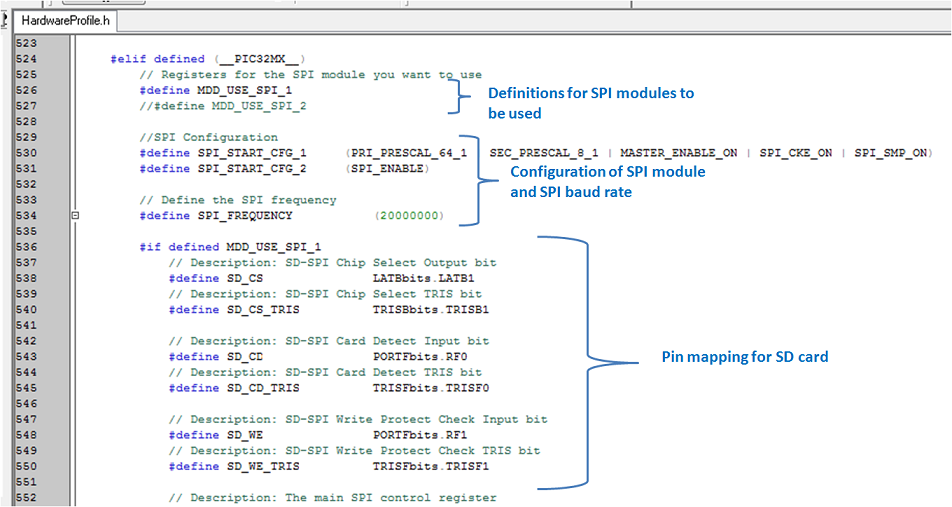 HardwareProfile.h
523
524 #elif defined (__PIC32MX__)
525 // Registers for the SPI module you want to use
526 #define MDD_USE_SPI_1
527 //#define MDD_USE_SPI_2
Definitions for SPI modules to
be used
528
529 //SPI Configuration
530 #define SPI_START_CFG_1 (PRI_PRESCAL_64_1 SEC_PRESCAL_8_1 | MASTER_ENABLE_ON | SPI_CKE_ON | SPI_SMP_ON)
531 #define SPI_START_CFG_2 (SPI_ENABLE)
Configuration of SPI module
and SPI baud rate
532
533 // Define the SPI frequency
534 #define SPI_FREQUENCY (20000000)
535
536 #if defined MDD_USE_SPI_1
537 // Description: SD-SPI Chip Select Output bit
538 #define SD_CS LATBbits.LATB1
539 // Description: SD-SPI Chip Select TRIS bit
540 #define SD_CS_TRIS TRISBbits.TRISB1
541
542 // Description: SD-SPI Card Detect Input bit
543 #define SD_CD PORTFbits.RF0
Pin mapping for SD card
544 // Description: SD-SPI Card Detect TRIS bit
545 #define SD_CD_TRIS TRISFbits.TRISF0
546
547 // Description: SD-SPI Write Protect Check Input bit
548 #define SD_WE PORTFbits.RF1
549 // Description: SD-SPI Write Protect Check TRIS bit
550 #define SD_WE_TRIS TRISFbits.TRISF1
551
552 // Description: The main SPI control register